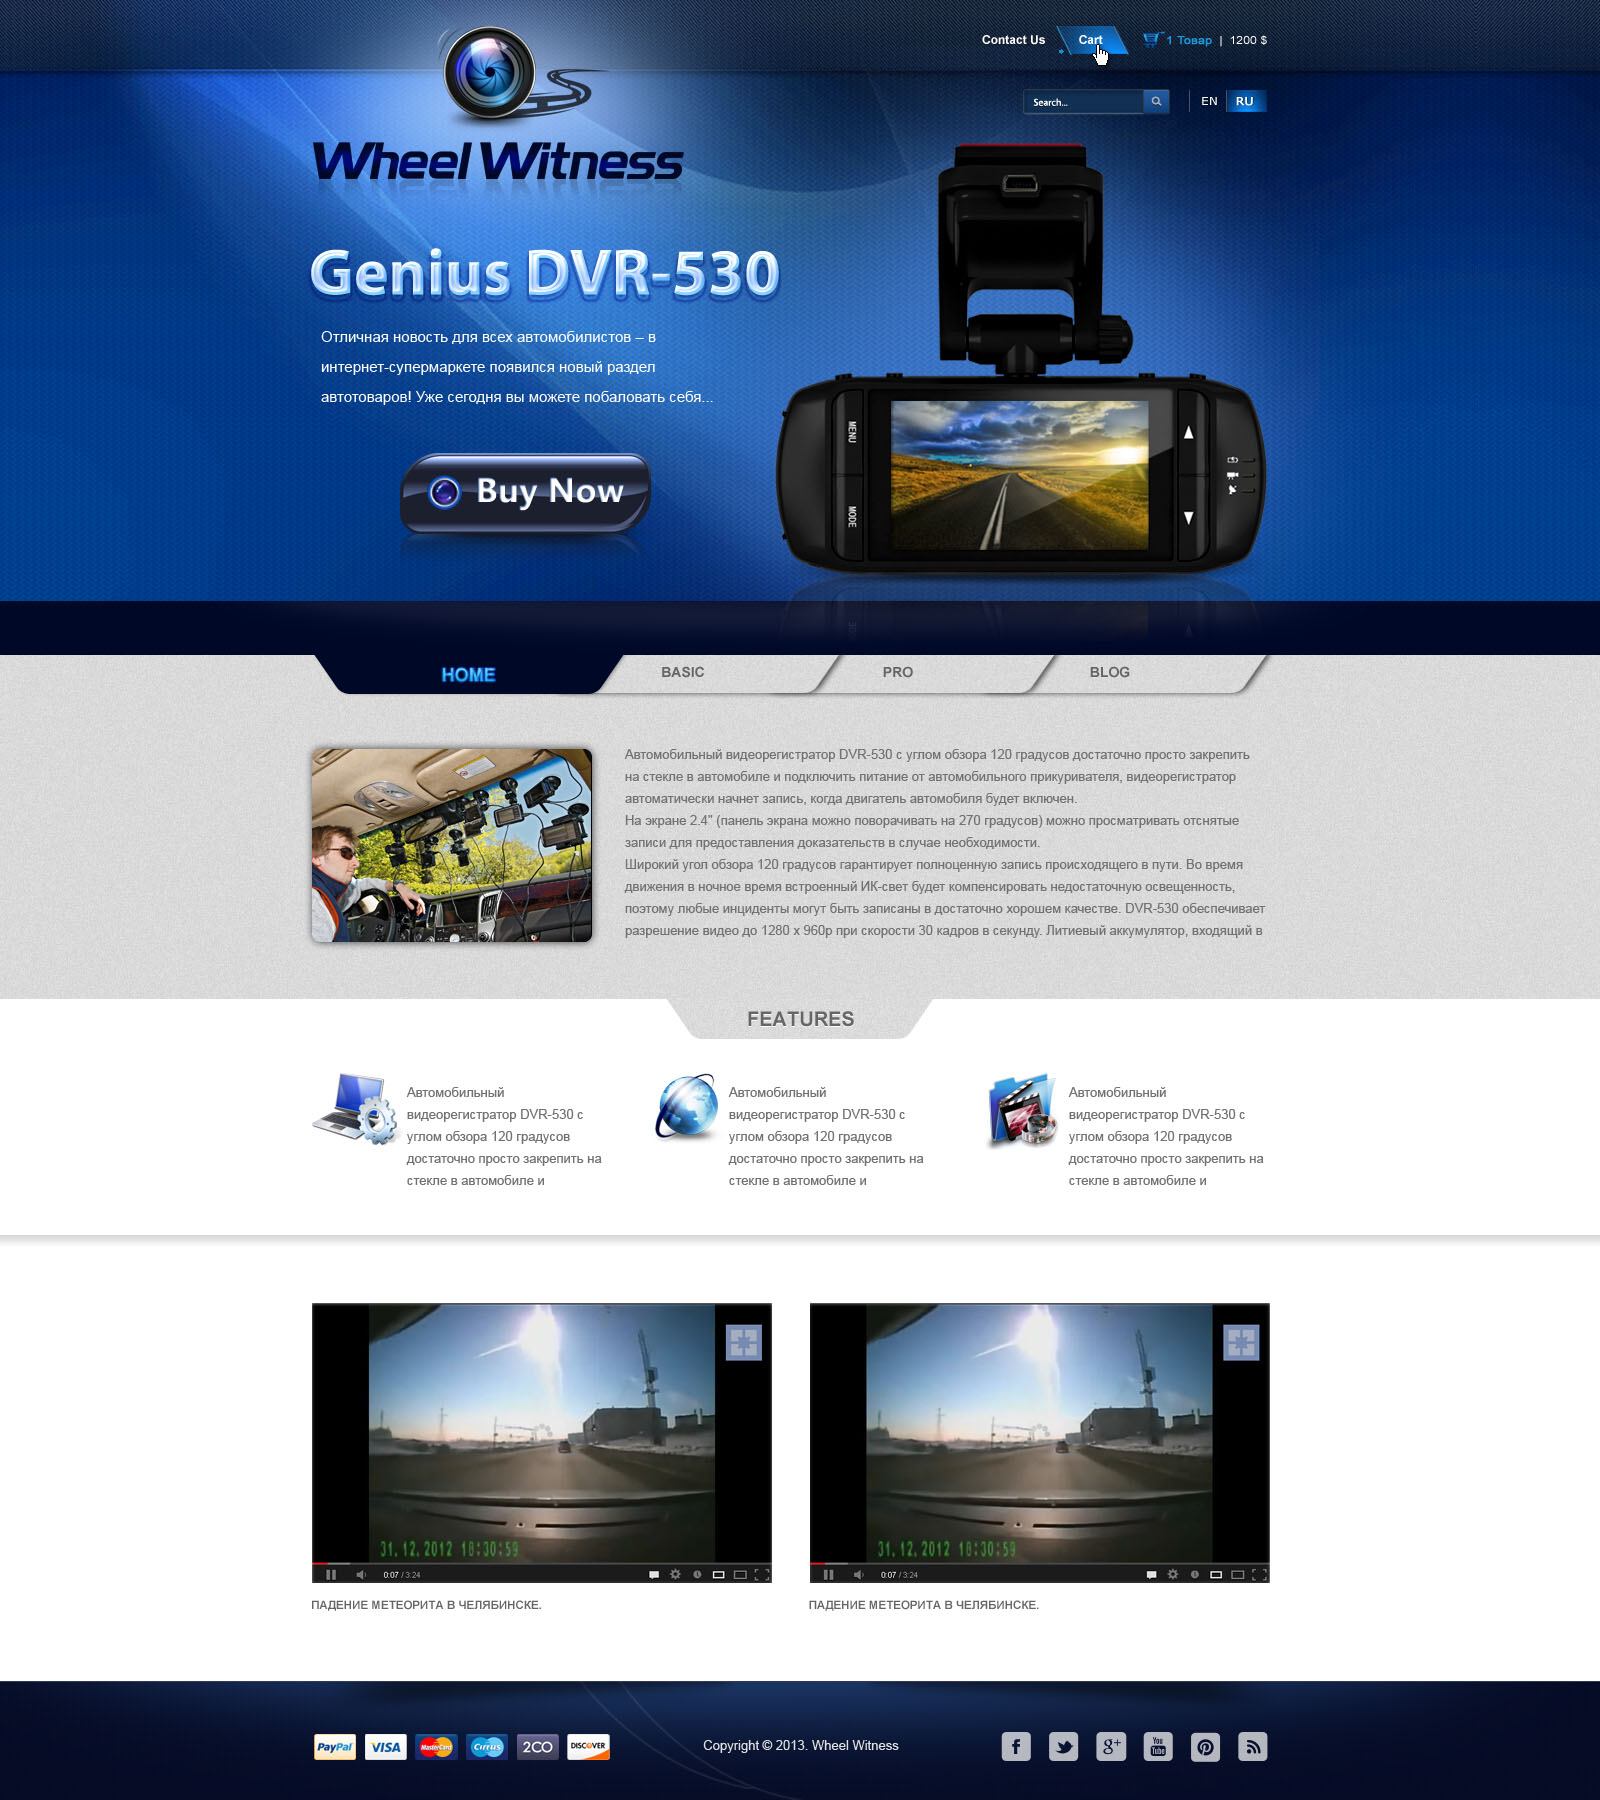 Contact Us
Cart
1 Товар | 1200 $
Search...
EN
RU
Wheel Witness
Genius DVR-530
Отличная новость для всех автомобилистов – в
интернет-супермаркете появился новый раздел
автотоваров! Уже сегодня вы можете побаловать себя...
Buy Now
MENU
MODE
HOME
BASIC
PRO
BLOG
Автомобильный видеорегистратор DVR-530 с углом обзора 120 градусов достаточно просто закрепить
на стекле в автомобиле и подключить питание от автомобильного прикуривателя, видеорегистратор
автоматически начнет запись, когда двигатель автомобиля будет включен.
На экране 2.4" (панель экрана можно поворачивать на 270 градусов) можно просматривать отснятые
записи для предоставления доказательств в случае необходимости.
Широкий угол обзора 120 градусов гарантирует полноценную запись происходящего в пути. Во время
движения в ночное время встроенный ИК-свет будет компенсировать недостаточную освещенность,
поэтому любые инциденты могут быть записаны в достаточно хорошем качестве. DVR-530 обеспечивает
разрешение видео до 1280 x 960p при скорости 30 кадров в секунду. Литиевый аккумулятор, входящий в
FEATURES
Автомобильный
видеорегистратор DVR-530 с
углом обзора 120 градусов
достаточно просто закрепить на
стекле в автомобиле и
Автомобильный
видеорегистратор DVR-530 с
углом обзора 120 градусов
достаточно просто закрепить на
стекле в автомобиле и
Автомобильный
видеорегистратор DVR-530 с
углом обзора 120 градусов
достаточно просто закрепить на
стекле в автомобиле и
31.12.2012 18:30:59
0:07 / 3:24
ПАДЕНИЕ МЕТЕОРИТА В ЧЕЛЯБИНСКЕ.
31.12.2012 18:30:59
0:07 / 3:24
ПАДЕНИЕ МЕТЕОРИТА В ЧЕЛЯБИНСКЕ.
PayPal
VISA
MasterCard
Cirrus
2CO
DISCOVER
Copyright © 2013. Wheel Witness
f
g+
You Tube